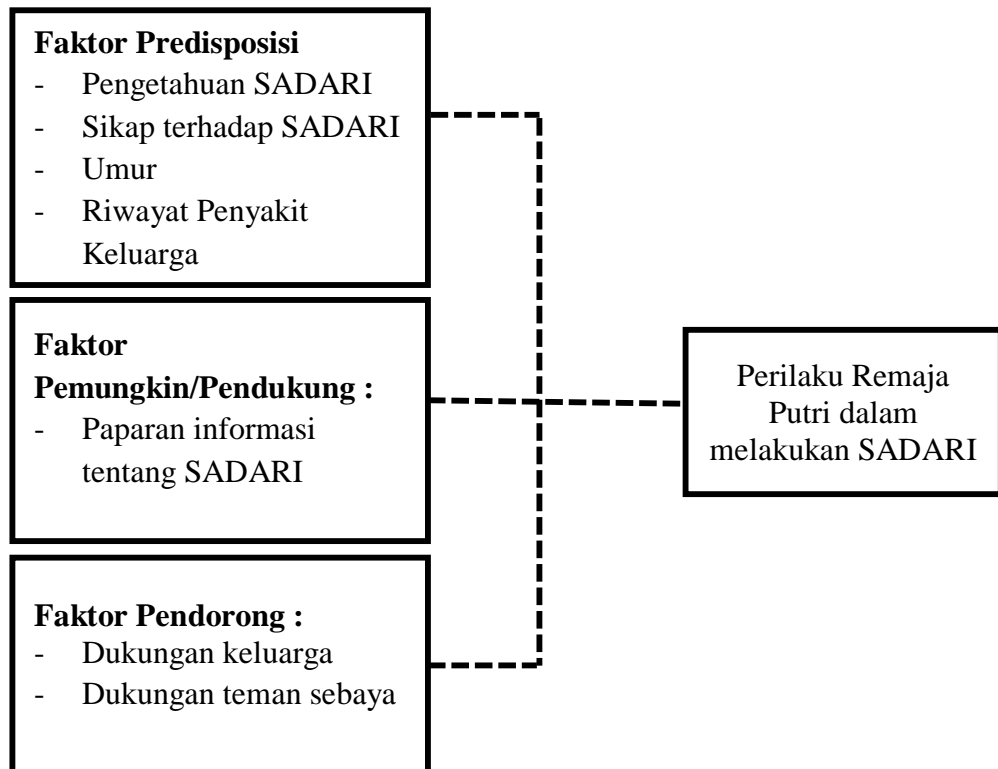 Faktor Predisposisi
- Pengetahuan SADARI
- Sikap terhadap SADARI
- Umur
- Riwayat Penyakit
Keluarga
Faktor
Pemungkin/Pendukung :
- Paparan informasi
tentang SADARI
Faktor Pendorong :
- Dukungan keluarga
- Dukungan teman sebaya
Perilaku Remaja
Putri dalam
melakukan SADARI